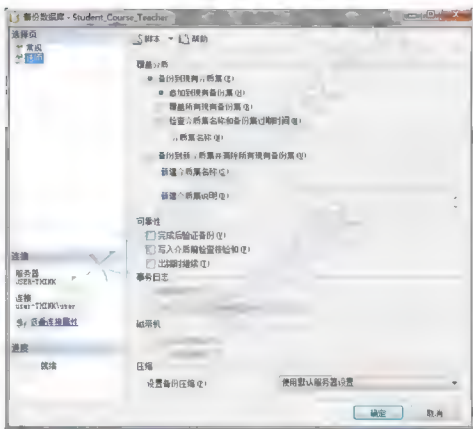 备份数据库 - Student_Course_Teacher
选择页
常规
选项
脚本
帮助
覆盖介质
备份到现有介质集(E)
追加到现有备份集(H)
覆盖所有现有备份集(R)
检查介质集名称和备份集过期时间(M)
介质集名称(N)
备份到新介质集并清除所有现有备份集(U)
新建介质集名称(S)
新建介质集说明(D)
可靠性
完成后验证备份(V)
写入介质前检查校验和(P)
出错时继续(T)
事务日志
磁带机
压缩
设置备份压缩(C)
使用默认服务器设置
连接
服务器
USER-THINK
连接
user-THINK\user
查看连接属性
进度
就绪
确定
取消